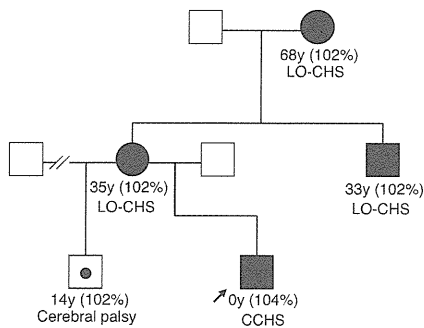 68y (102%)
LO-CHS
35y (102%)
LO-CHS
33y (102%)
LO-CHS
14y (102%)
Cerebral palsy
0y (104%)
CCHS